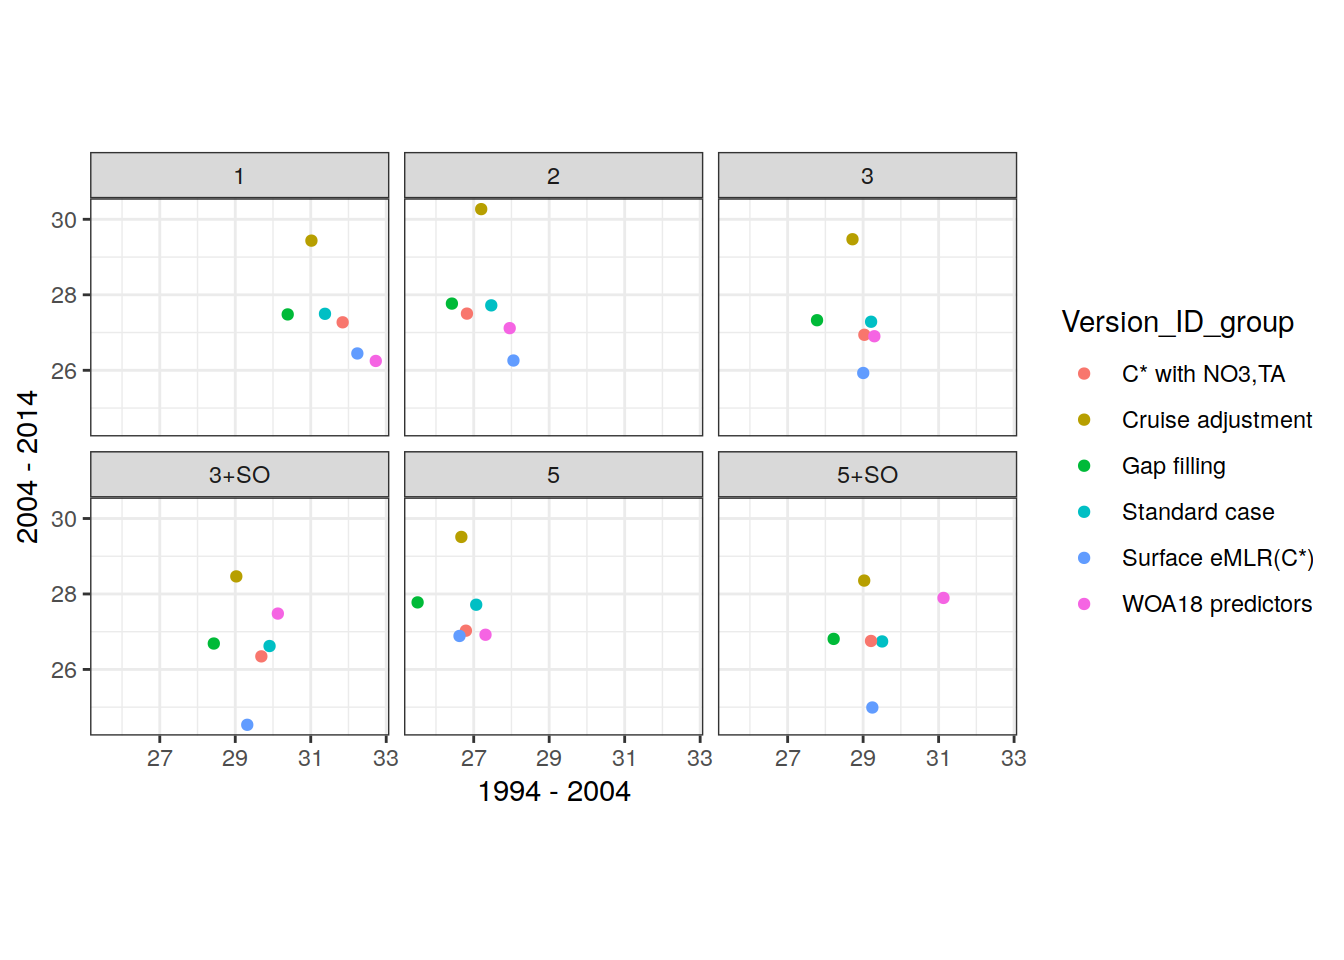 1
2
3
30
28
26
3+SO
5
5+SO
30
28
26
27
29
31
33
27
29
31
33
27
29
31
33
1994 - 2004
2004 - 2014
Version_ID_group
C* with NO3,TA
Cruise adjustment
Gap filling
Standard case
Surface eMLR(C*)
WOA18 predictors